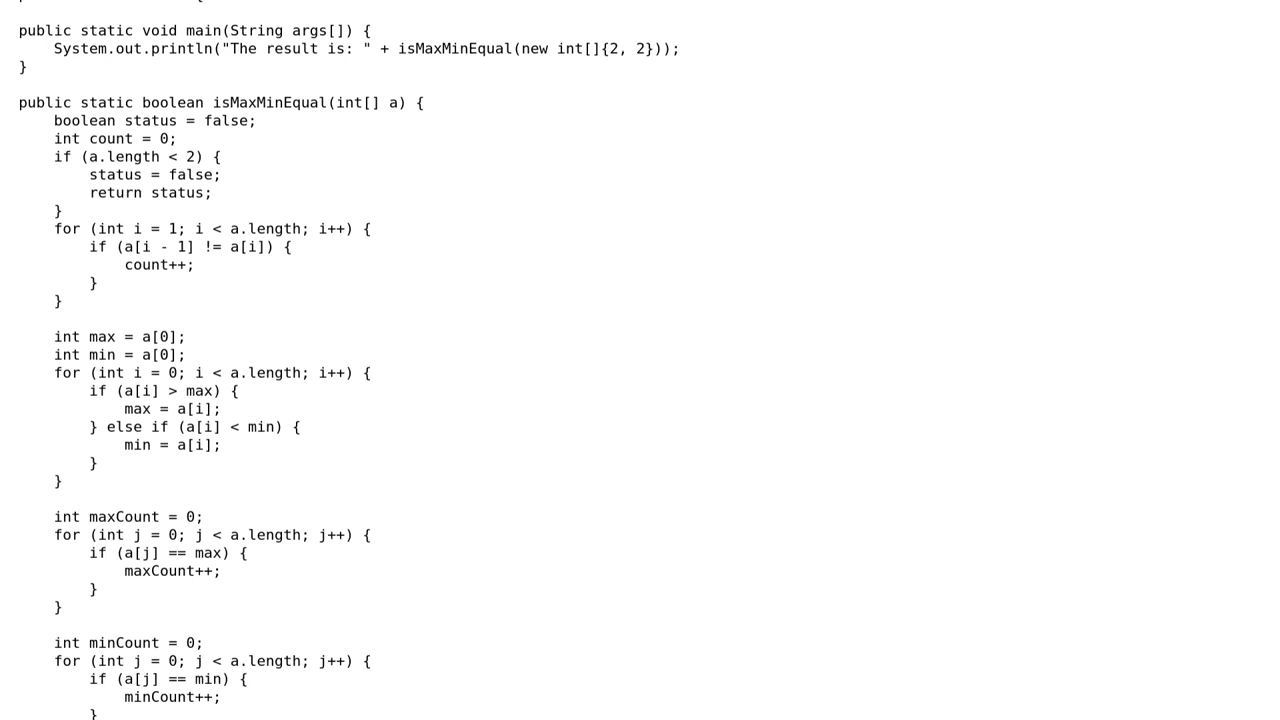 public static void main(String args[]) {
    System.out.println("The result is: " + isMaxMinEqual(new int[]{2, 2}));
}

public static boolean isMaxMinEqual(int[] a) {
    boolean status = false;
    int count = 0;
    if (a.length < 2) {
        status = false;
        return status;
    }
    for (int i = 1; i < a.length; i++) {
        if (a[i - 1] != a[i]) {
            count++;
        }
    }

    int max = a[0];
    int min = a[0];
    for (int i = 0; i < a.length; i++) {
        if (a[i] > max) {
            max = a[i];
        } else if (a[i] < min) {
            min = a[i];
        }
    }

    int maxCount = 0;
    for (int j = 0; j < a.length; j++) {
        if (a[j] == max) {
            maxCount++;
        }
    }

    int minCount = 0;
    for (int j = 0; j < a.length; j++) {
        if (a[j] == min) {
            minCount++;
        }